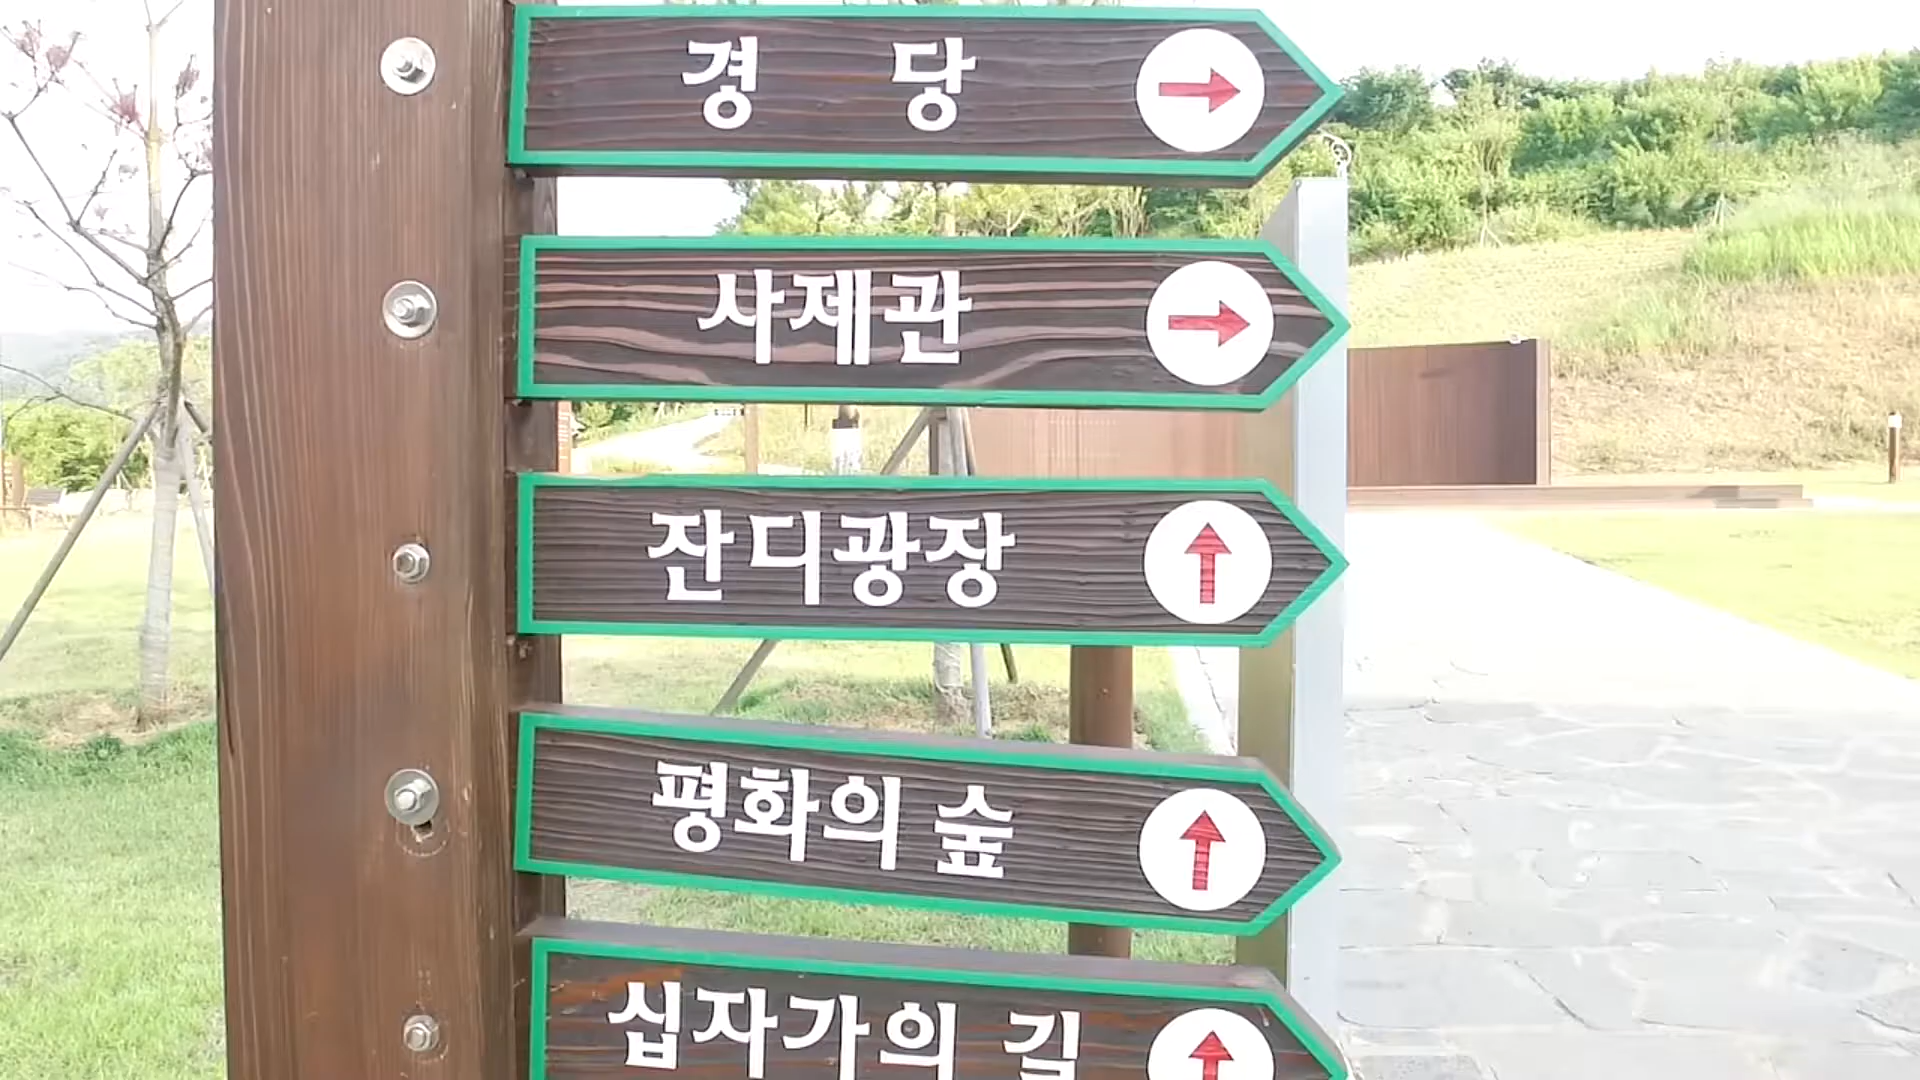 경 당
사제관
잔디광장
평화의 숲
십자가의 길